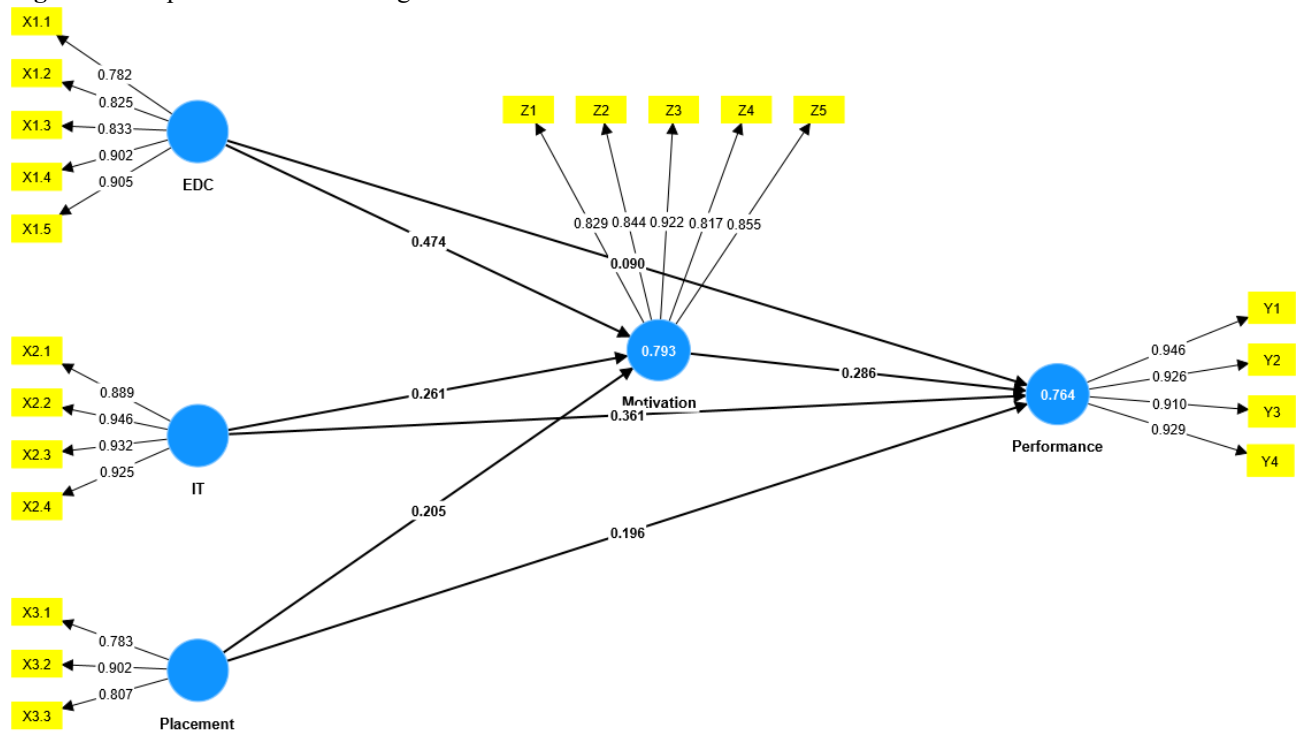 X1.1
X1.2
X1.3
X1.4
X1.5
0.782
0.825
0.833
0.902
0.905
EDC
Z1 Z2 Z3 Z4 Z5
0.829 0.844 0.922 0.817 0.855
0.474
0.090
X2.1
X2.2
X2.3
X2.4
0.889
0.946
0.932
0.925
IT
0.261
0.361
0.793
Motivation
0.286
0.764
Performance
0.946
0.926
0.910
0.929
Y1
Y2
Y3
Y4
0.205
0.196
X3.1
X3.2
X3.3
0.783
0.902
0.807
Placement